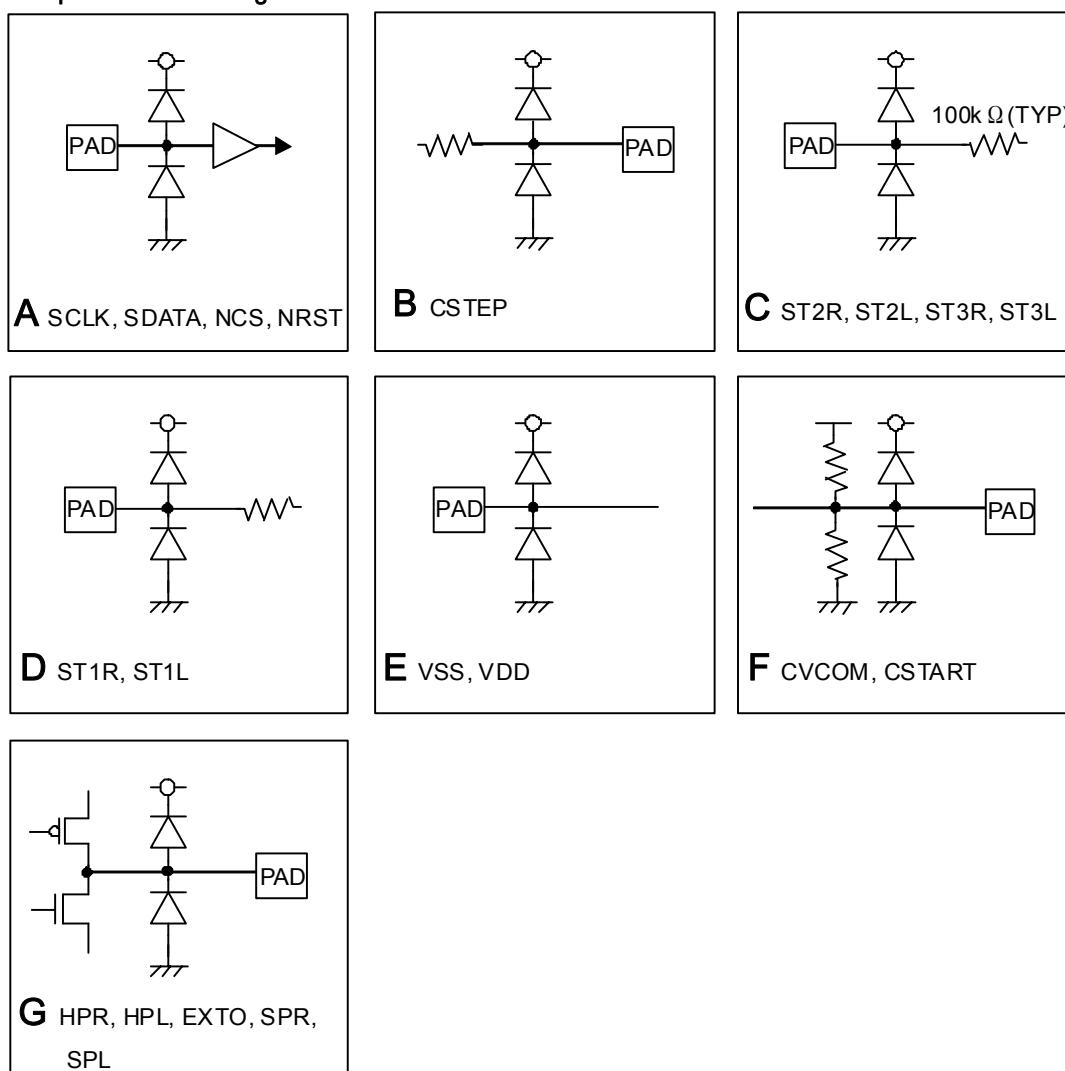 PAD
A SCLK, SDATA, NCS, NRST
PAD
B CSTEP
PAD
100k Ω (TYP)
C ST2R, ST2L, ST3R, ST3L
PAD
D ST1R, ST1L
PAD
E VSS, VDD
PAD
F CVCOM, CSTART
PAD
G HPR, HPL, EXTO, SPR,
SPL